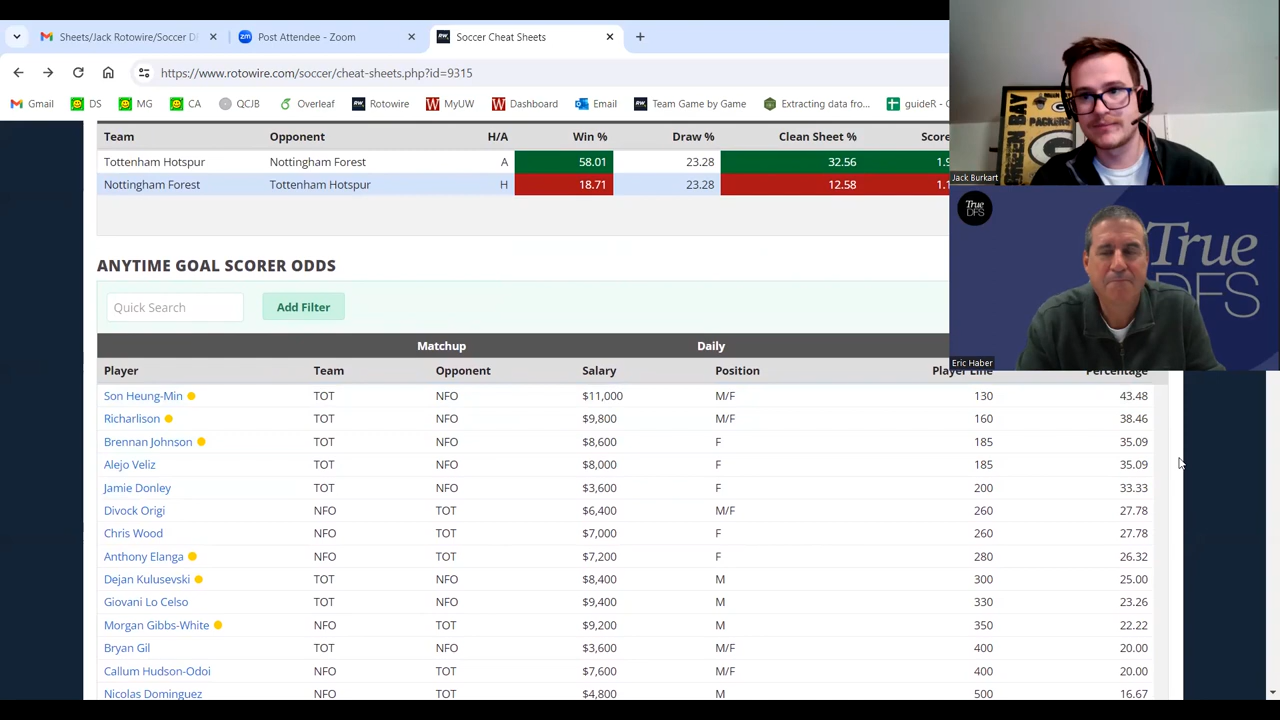 Sheets/Jack Rotowire/Soccer D
Post Attendee - Zoom
Soccer Cheat Sheets
https://www.rotowire.com/soccer/cheat-sheets.php?id=9315
Gmail DS MG CA QCJB Overleaf Rotowire MyUW Dashboard Email Team Game by Game Extracting data fro... guideR - G
Team Opponent H/A Win % Draw % Clean Sheet % Score
Tottenham Hotspur Nottingham Forest A 58.01 23.28 32.56
Nottingham Forest Tottenham Hotspur H 18.71 23.28 12.58 1.1
ANYTIME GOAL SCORER ODDS
Quick Search Add Filter
Matchup Daily
Player Team Opponent Salary Position Player Line Percentage
Son Heung-Min TOT NFO $11,000 M/F 130 43.48
Richarlison TOT NFO $9,800 M/F 160 38.46
Brennan Johnson TOT NFO $8,600 F 185 35.09
Alejo Veliz TOT NFO $8,000 F 185 35.09
Jamie Donley TOT NFO $3,600 F 200 33.33
Divock Origi NFO TOT $6,400 M/F 260 27.78
Chris Wood NFO TOT $7,000 F 260 27.78
Anthony Elanga NFO TOT $7,200 F 280 26.32
Dejan Kulusevski TOT NFO $8,400 M 300 25.00
Giovani Lo Celso TOT NFO $9,400 M 330 23.26
Morgan Gibbs-White NFO TOT $9,200 M 350 22.22
Bryan Gil TOT NFO $3,600 M/F 400 20.00
Callum Hudson-Odoi NFO TOT $7,600 M/F 400 20.00
Nicolas Dominguez NFO TOT $4,800 M 500 16.67
GREEN BAY
PACKERS
G
Jack Burkart
True
DFS
True
DFS
Eric Haber